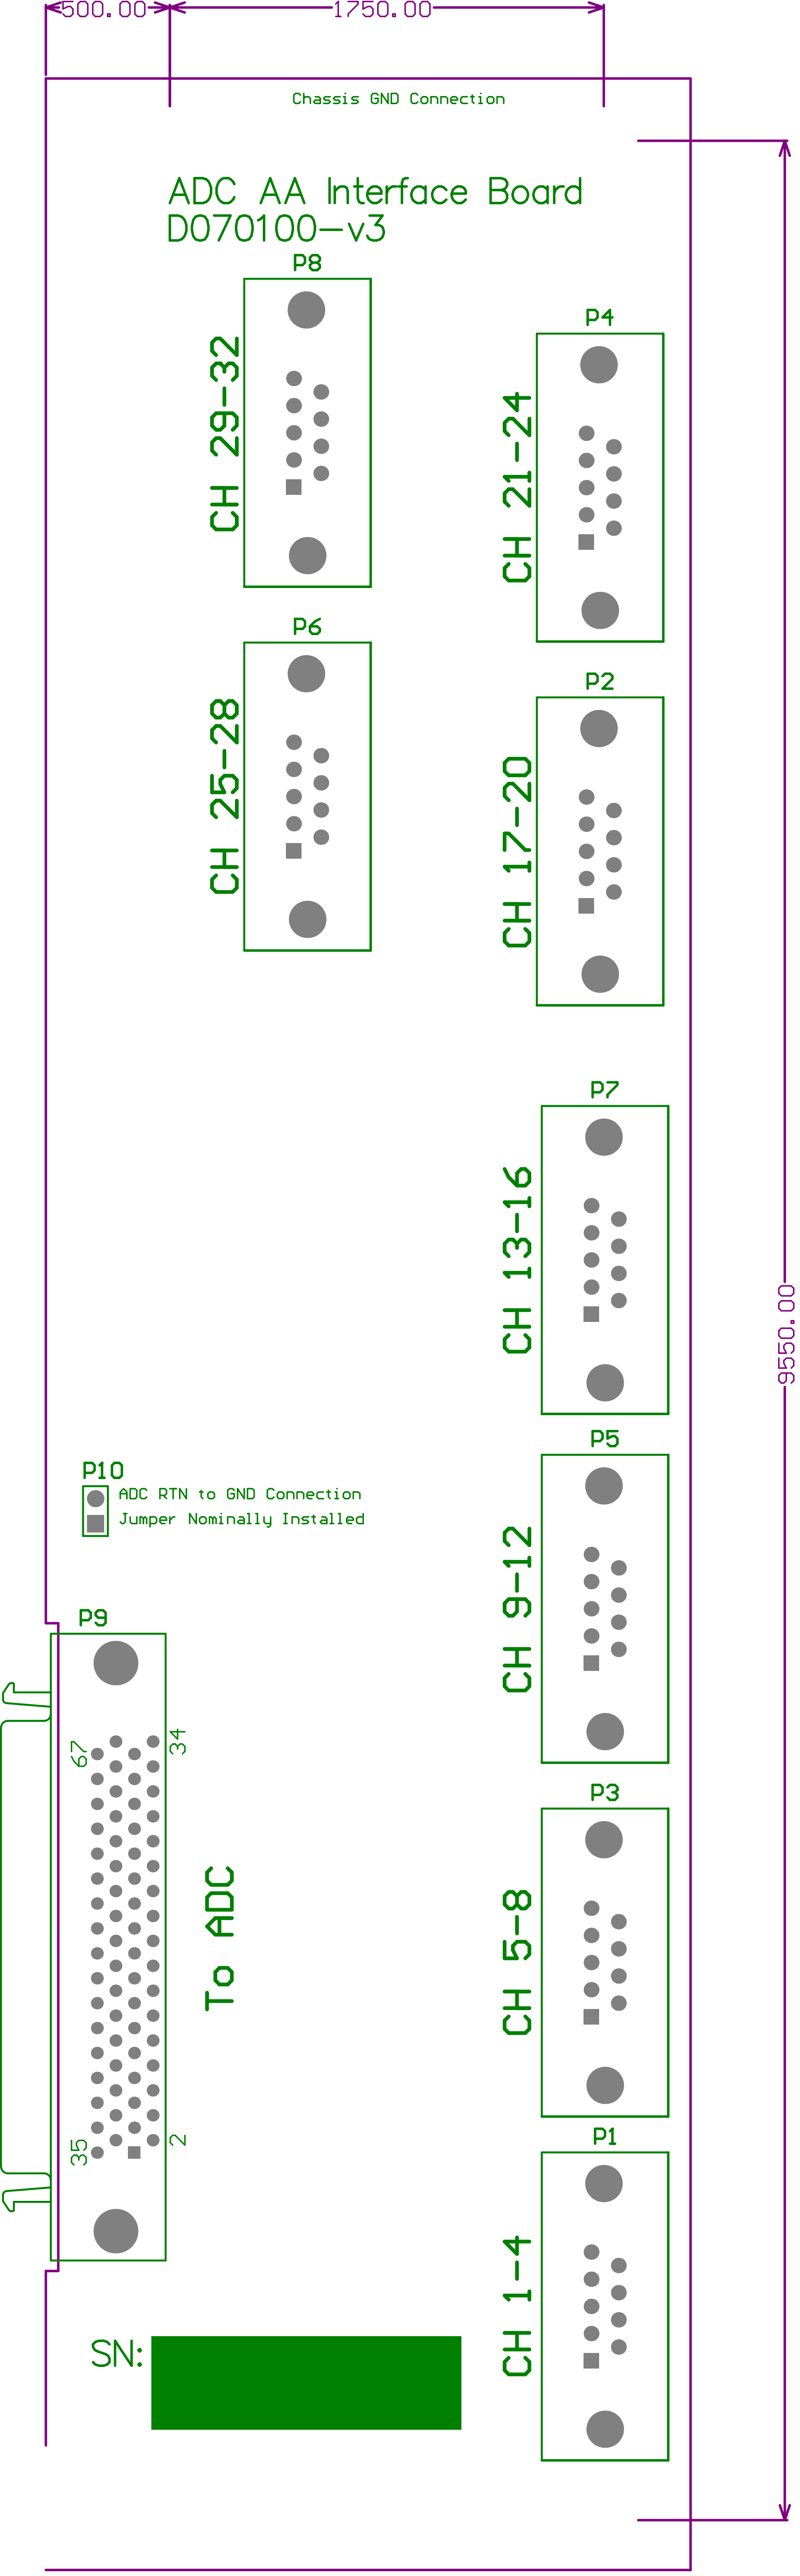 500.00
1750.00
Chassis GND Connection
ADC AA Interface Board
D070100-v3
P8
P4
CH 29-32
CH 21-24
P6
P2
CH 25-28
CH 17-20
P7
CH 13-16
9550.00
P5
P10
ADC RTN to GND Connection
Jumper Nominally Installed
CH 9-12
P9
67
34
P3
To ADC
CH 5-8
35
2
P1
CH 1-4
SN: